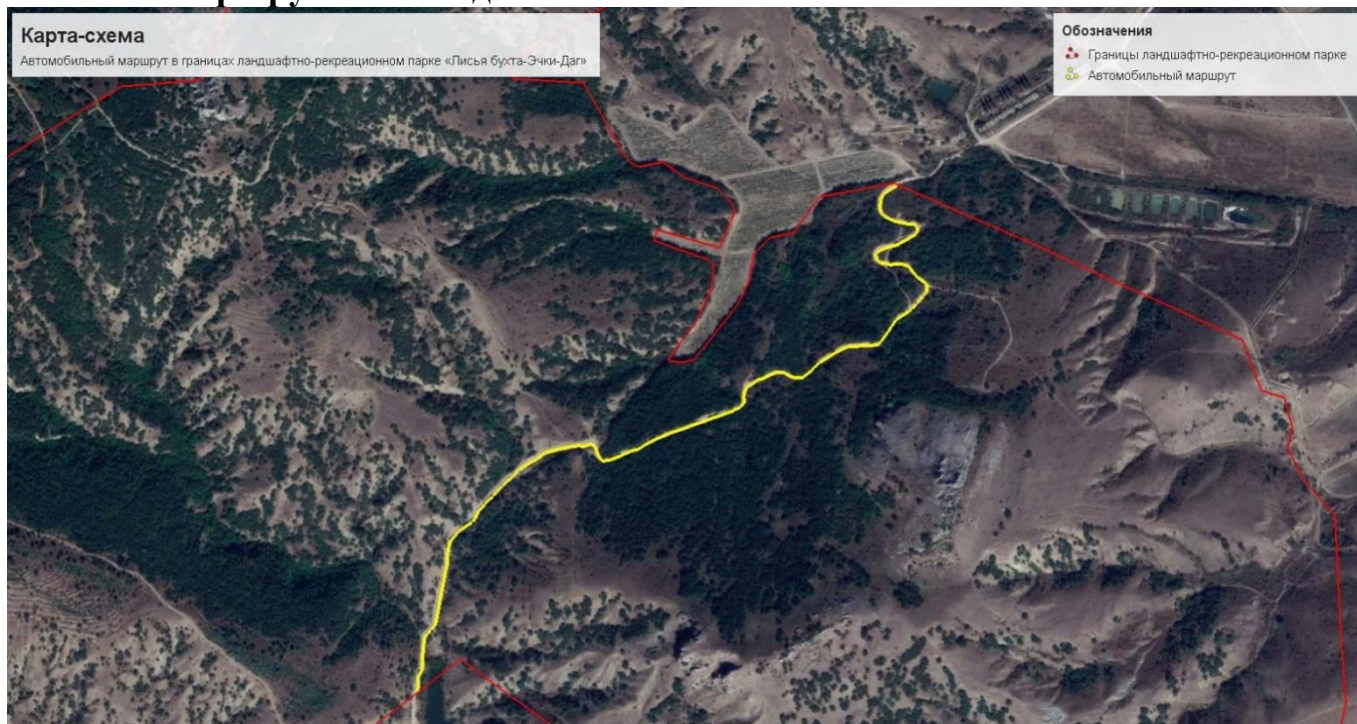 Карта-схема
Автомобильный маршрут в границах ландшафтно-рекреационном парке «Лисья бухта-Эчки-Даг»
Обозначения
Границы ландшафтно-рекреационном парке
Автомобильный маршрут